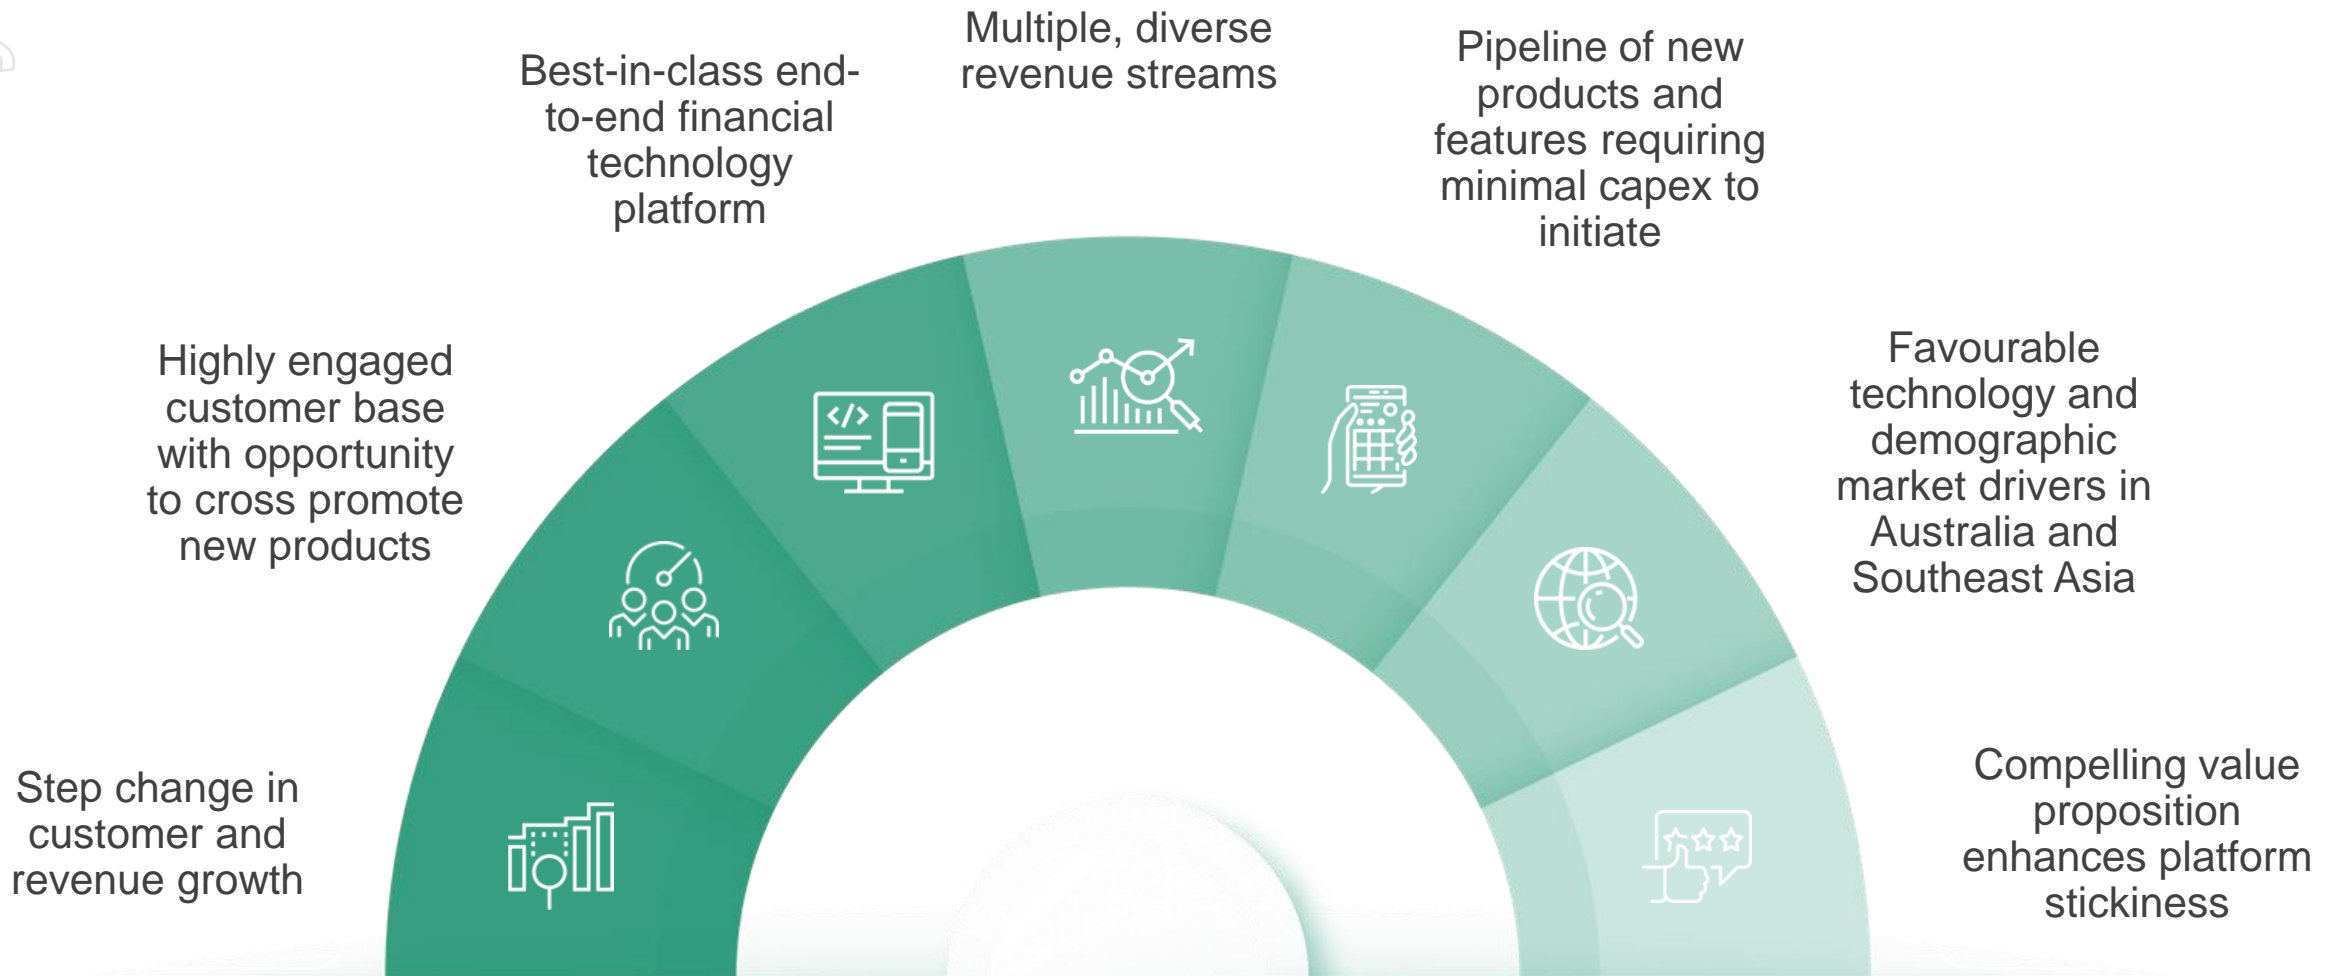 Multiple, diverse
revenue streams
Best-in-class end-
to-end financial
technology
platform
Pipeline of new
products and
features requiring
minimal capex to
initiate
Highly engaged
customer base
with opportunity
to cross promote
new products
Favourable
technology and
demographic
market drivers in
Australia and
Southeast Asia
Step change in
customer and
revenue growth
Compelling value
proposition
enhances platform
stickiness